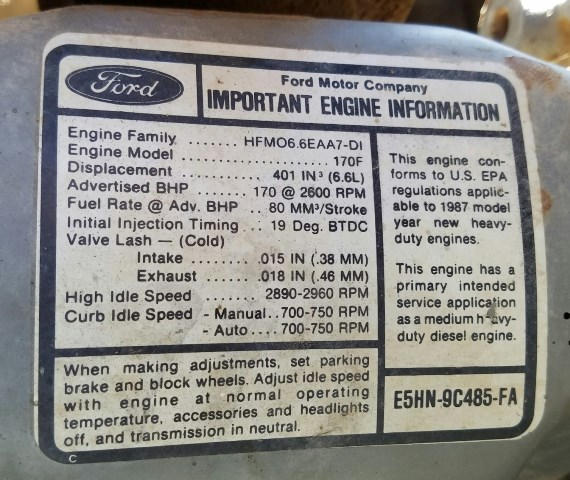 Ford
Ford Motor Company
IMPORTANT ENGINE INFORMATION
Engine Family ....... HFMO6.6EAA7-DI
Engine Model ................... 170F
Displacement ........ 401 IN³ (6.6L)
Advertised BHP .... 170 @ 2600 RPM
Fuel Rate @ Adv. BHP .. 80 MM³/Stroke
Initial Injection Timing .. 19 Deg. BTDC
Valve Lash — (Cold)
Intake ........ .015 IN (.38 MM)
Exhaust ....... .018 IN (.46 MM)
High Idle Speed ...... 2890-2960 RPM
Curb Idle Speed - Manual..700-750 RPM
- Auto....700-750 RPM
When making adjustments, set parking
brake and block wheels. Adjust idle speed
with engine at normal operating
temperature, accessories and headlights
off, and transmission in neutral.
This engine con-
forms to U.S. EPA
regulations applic-
able to 1987 model
year new heavy-
duty engines.
This engine has a
primary intended
service application
as a medium heavy-
duty diesel engine.
E5HN-9C485-FA
C